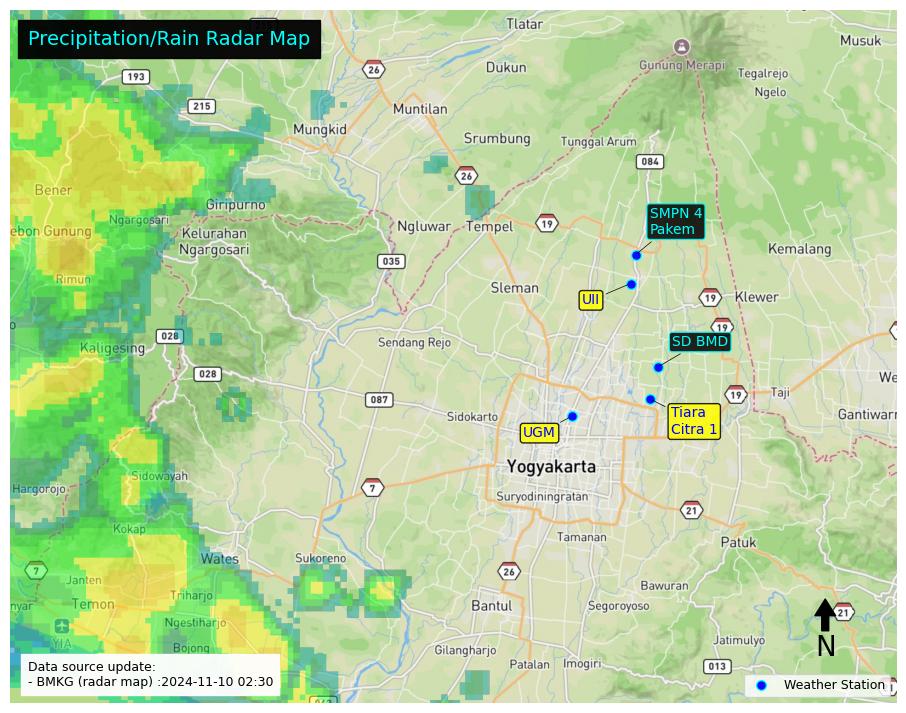 Precipitation/Rain Radar Map
Tlatar
Musuk
26
Dukun
Gunung Merapi
Tegalrejo
193
Ngelo
215
Muntilan
Mungkid
Srumbung
Tunggal Arum
084
26
Bener
Giripurno
SMPN 4
Pakem
Ngargosari
Ngluwar
Tempel
19
ebon Gunung
Kelurahan
Ngargosari
Kemalang
035
Rimun
Sleman
UII
19
Klewer
19
028
Sendang Rejo
SD BMD
Kaligesing
028
We
087
19
Taji
Sidokarto
Tiara
Citra 1
Gantiwarn
UGM
Yogyakarta
Sidowayah
Hargorojo
7
Suryodiningratan
21
Kokap
Tamanan
Patuk
Wates
Sukoreno
7
26
Janten
Bawuran
Temon
Triharjo
Bantul
Segoroyoso
21
nyar
Ngestiharjo
YIA
Jatimulyo
N
Bojong
Gilangharjo
Patalan
Imogiri
013
Data source update:
- BMKG (radar map) :2024-11-10 02:30
Weather Station